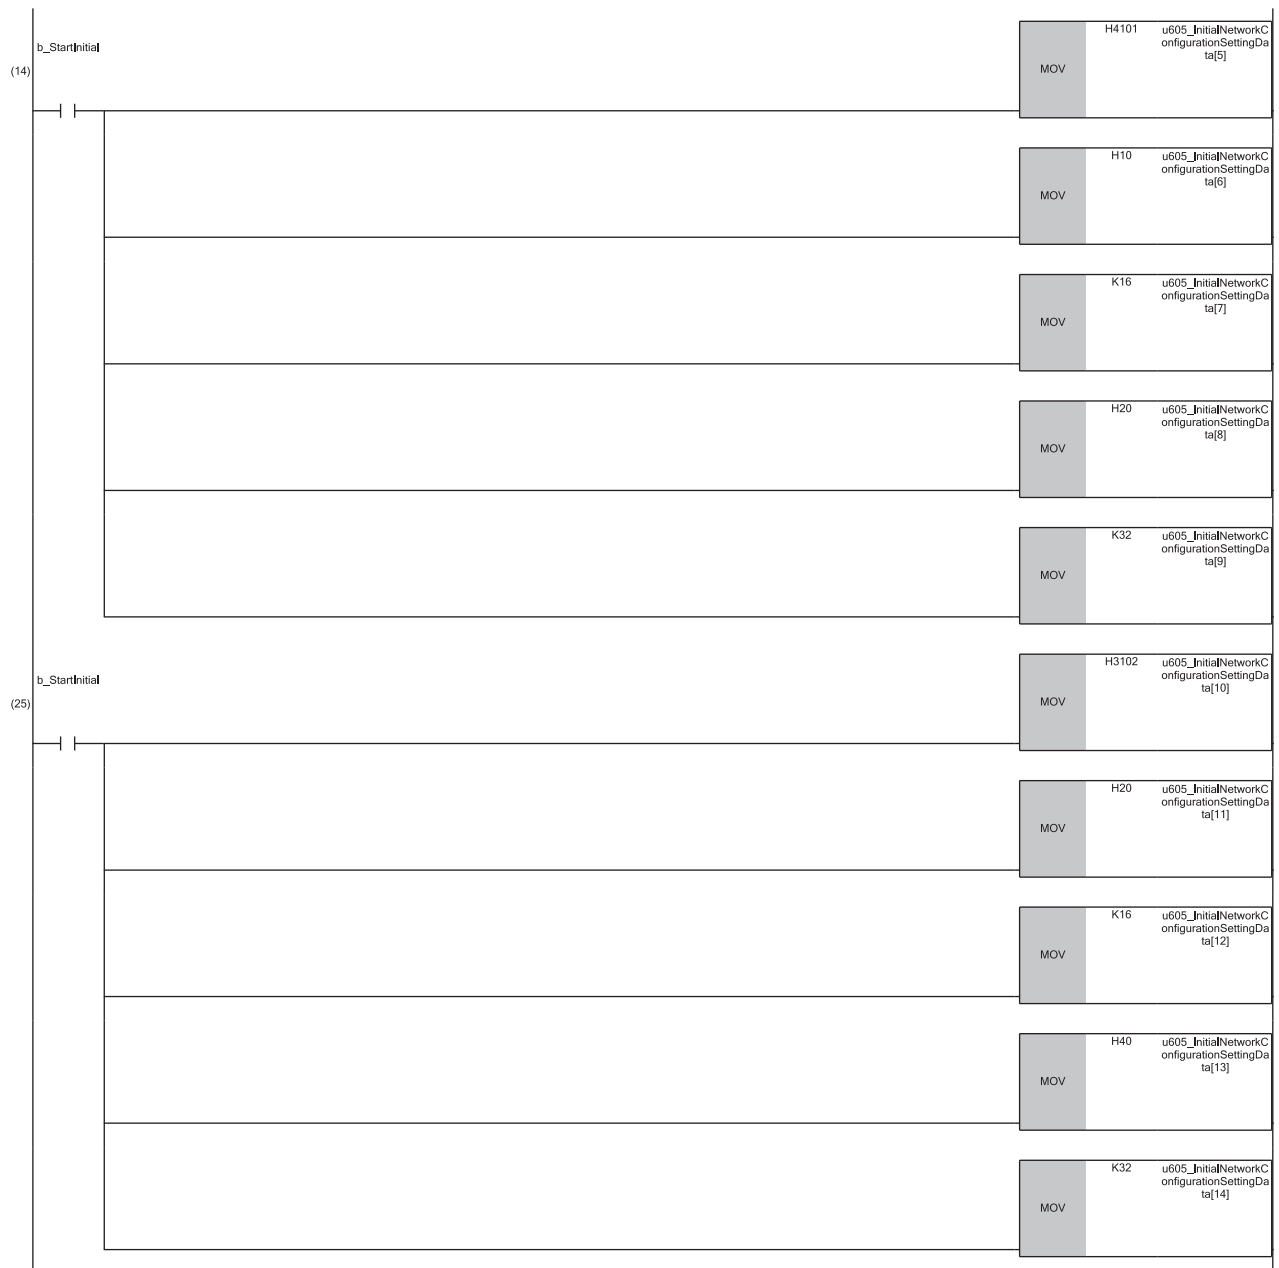 b_StartInitial
(14)
MOV
H4101
u605_InitialNetworkC
onfigurationSettingDa
ta[5]
MOV
H10
u605_InitialNetworkC
onfigurationSettingDa
ta[6]
MOV
K16
u605_InitialNetworkC
onfigurationSettingDa
ta[7]
MOV
H20
u605_InitialNetworkC
onfigurationSettingDa
ta[8]
MOV
K32
u605_InitialNetworkC
onfigurationSettingDa
ta[9]
b_StartInitial
(25)
MOV
H3102
u605_InitialNetworkC
onfigurationSettingDa
ta[10]
MOV
H20
u605_InitialNetworkC
onfigurationSettingDa
ta[11]
MOV
K16
u605_InitialNetworkC
onfigurationSettingDa
ta[12]
MOV
H40
u605_InitialNetworkC
onfigurationSettingDa
ta[13]
MOV
K32
u605_InitialNetworkC
onfigurationSettingDa
ta[14]